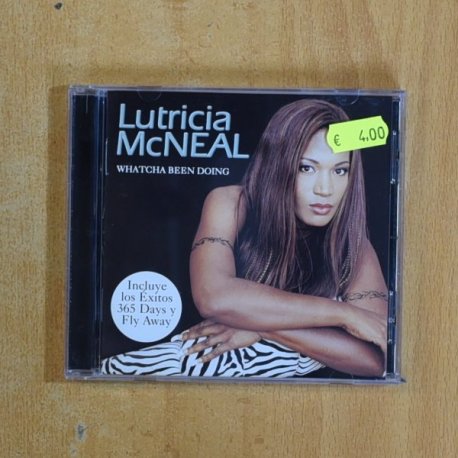 Lutricia
McNEAL
WHATCHA BEEN DOING
€ 4.00
Incluye
los Éxitos
365 Days y
Fly Away